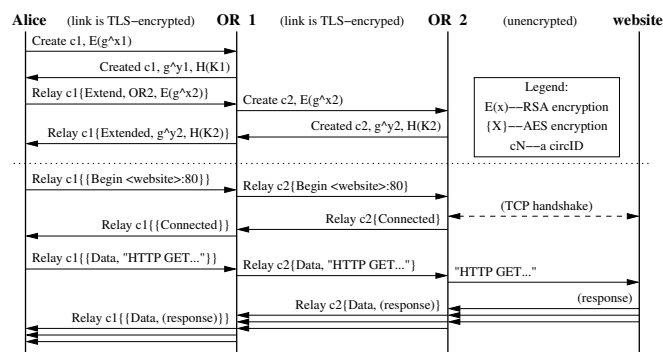 Alice (link is TLS-encrypted) OR 1 (link is TLS-encrypted) OR 2 (unencrypted) website
Create c1, E(g^x1)
Created c1, g^y1, H(K1)
Relay c1{Extend, OR2, E(g^x2)}
Create c2, E(g^x2)
Created c2, g^y2, H(K2)
Relay c1{Extended, g^y2, H(K2)}
Legend:
E(x)--RSA encryption
{X}--AES encryption
cN--a circID
Relay c1{{Begin <website>:80}}
Relay c2{Begin <website>:80}
(TCP handshake)
Relay c2{Connected}
Relay c1{{Connected}}
Relay c1{{Data, "HTTP GET..."}}
Relay c2{Data, "HTTP GET..."}
"HTTP GET..."
(response)
Relay c2{Data, (response)}
Relay c1{{Data, (response)}}